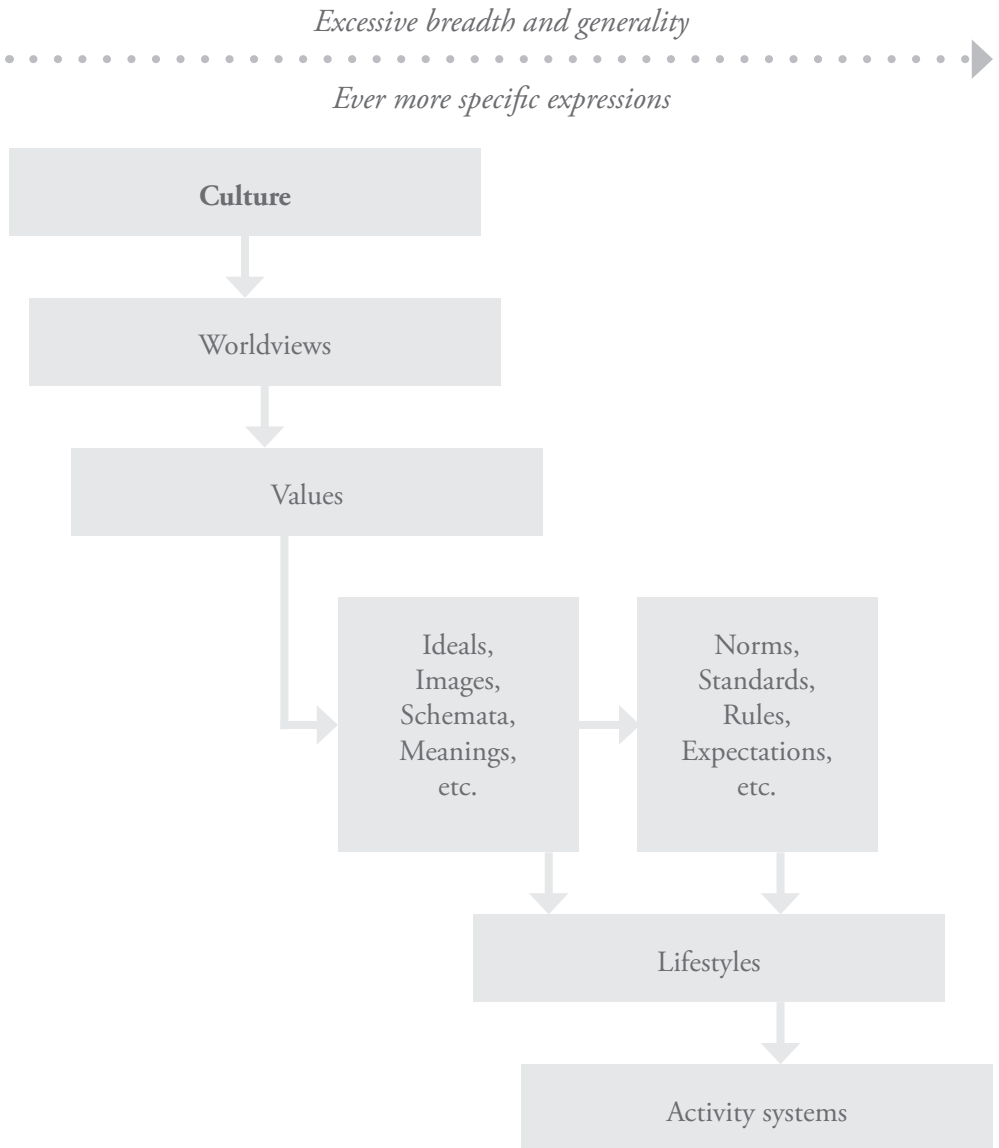 Excessive breadth and generality
Ever more specific expressions
Culture
Worldviews
Values
Ideals,
Images,
Schemata,
Meanings,
etc.
Norms,
Standards,
Rules,
Expectations,
etc.
Lifestyles
Activity systems